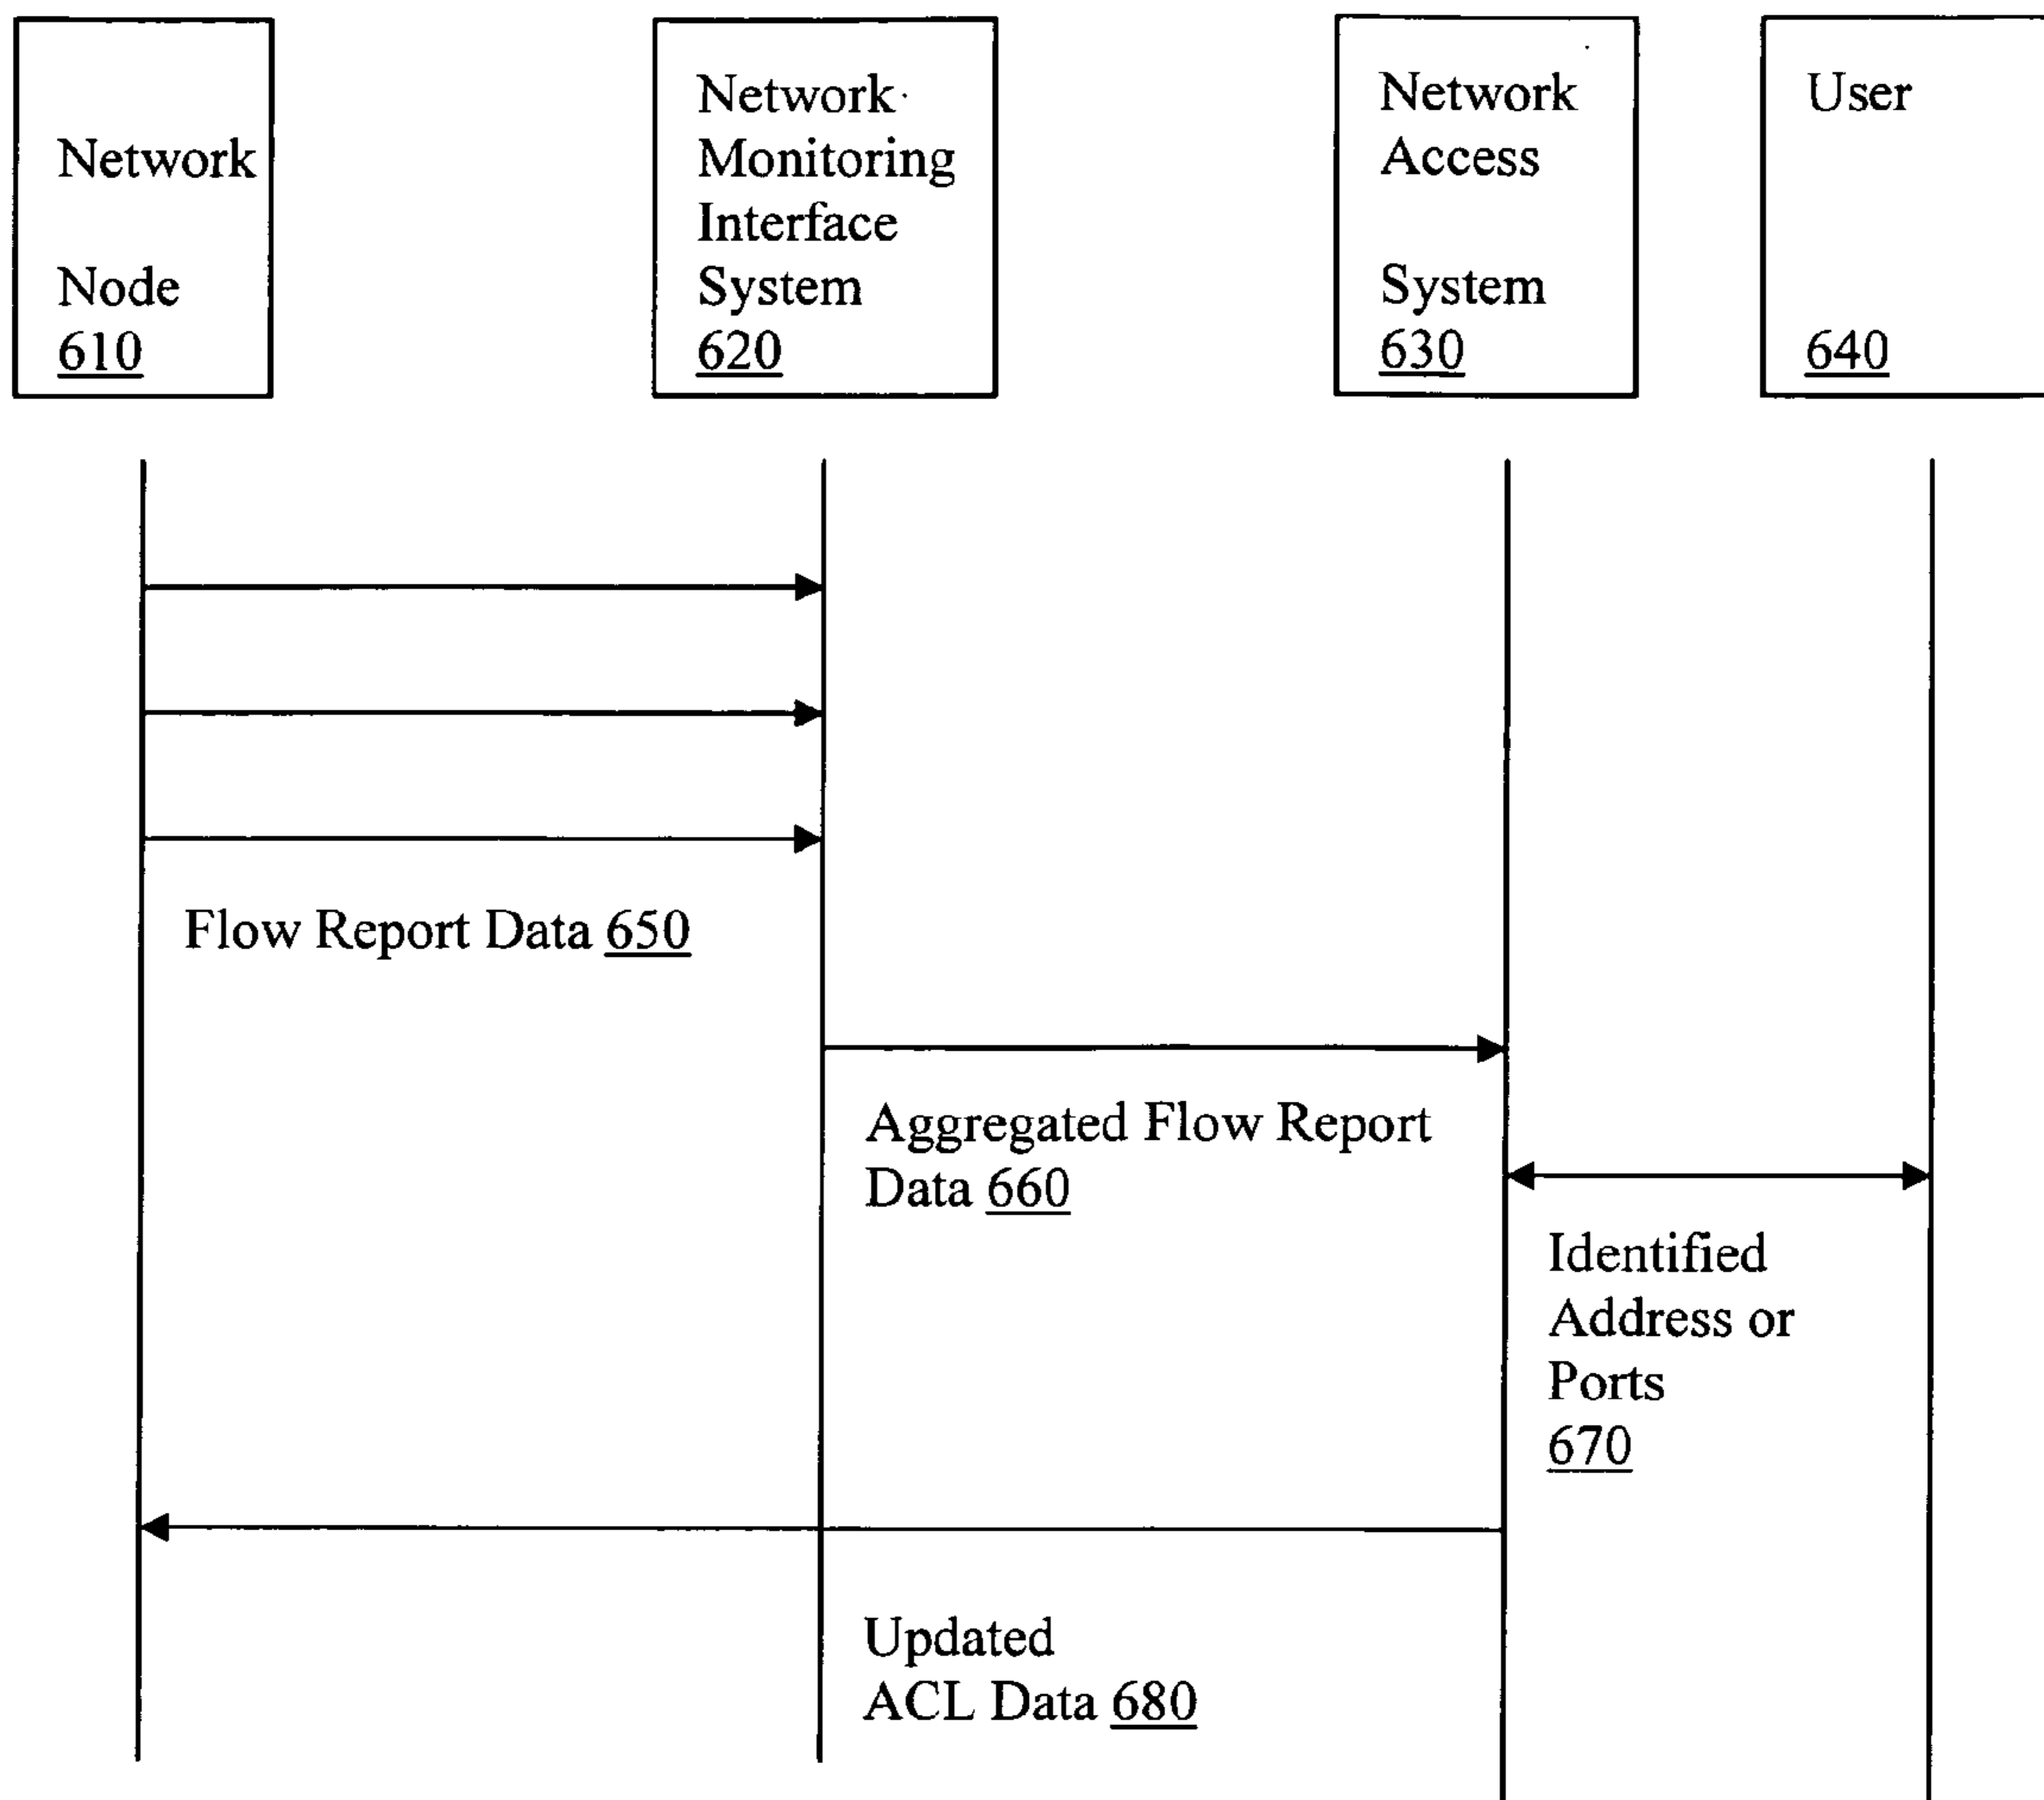 Network
Node
610
Network
Monitoring
Interface
System
620
Network
Access
System
630
User
640
Flow Report Data 650
Aggregated Flow Report
Data 660
Identified
Address or
Ports
670
Updated
ACL Data 680